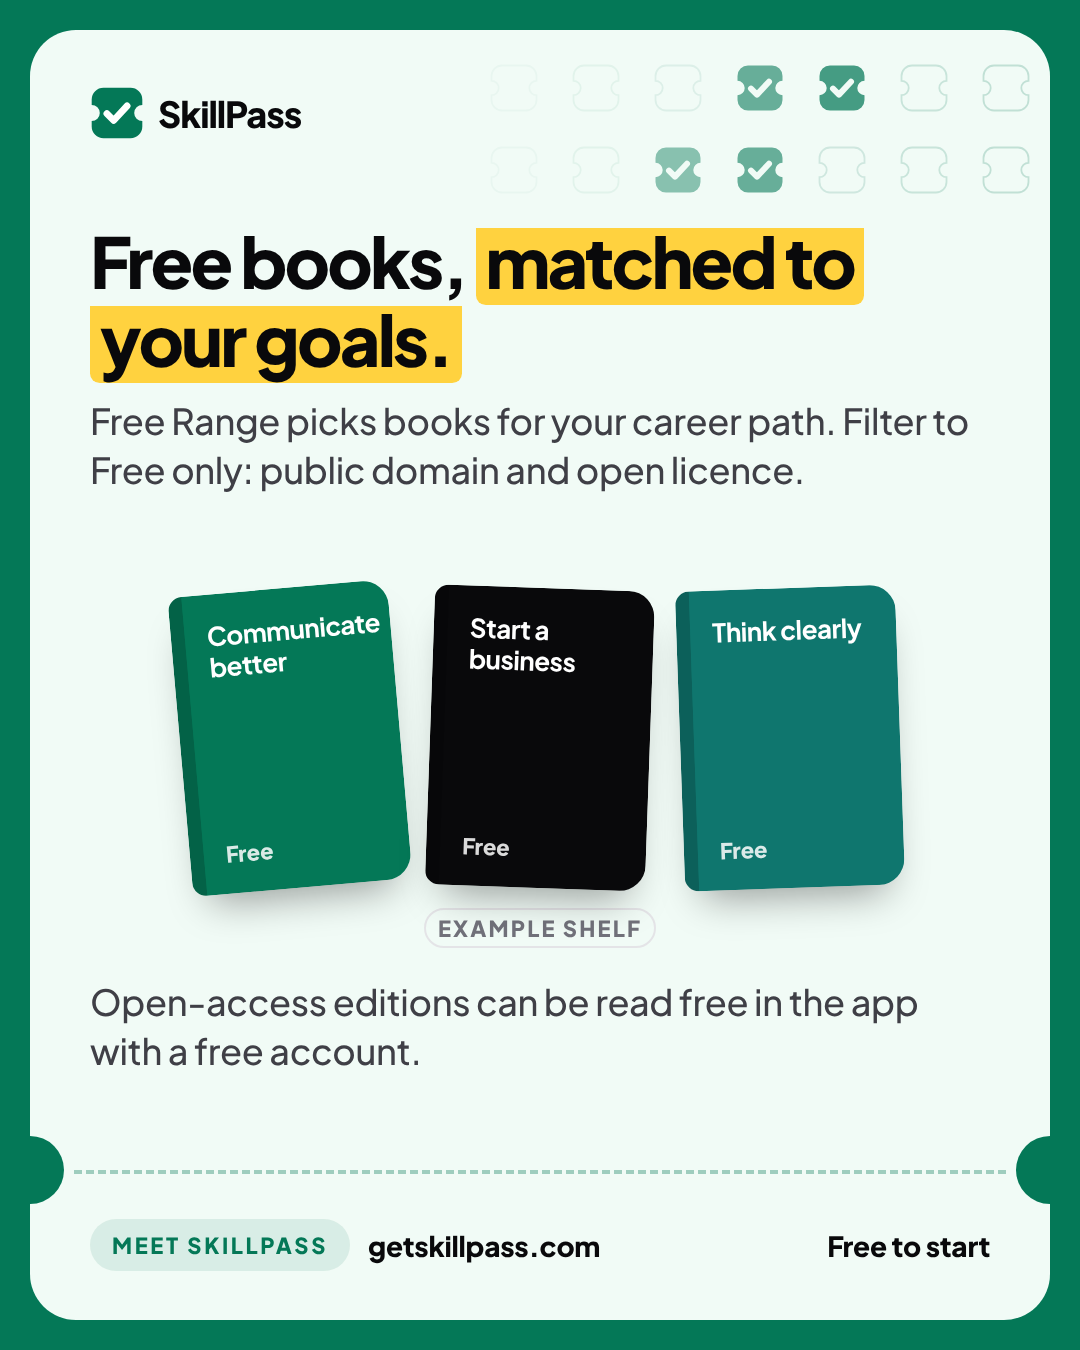 SkillPass
Free books, matched to
your goals.
Free Range picks books for your career path. Filter to
Free only: public domain and open licence.
Communicate
better
Free
Start a
business
Free
Think clearly
Free
EXAMPLE SHELF
Open-access editions can be read free in the app
with a free account.
MEET SKILLPASS
getskillpass.com
Free to start